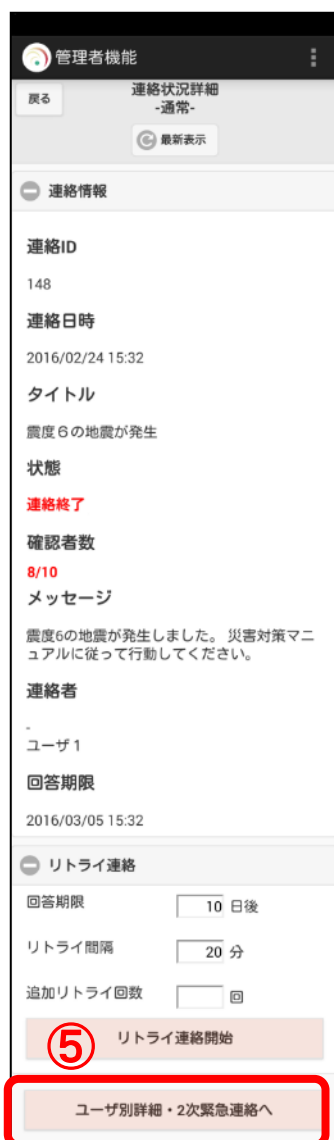 管理者機能
戻る
連絡状況詳細
-通常-
最新表示
連絡情報
連絡ID
148
連絡日時
2016/02/24 15:32
タイトル
震度６の地震が発生
状態
連絡終了
確認者数
8/10
メッセージ
震度6の地震が発生しました。 災害対策マニ
ュアルに従って行動してください。
連絡者
-
ユーザ 1
回答期限
2016/03/05 15:32
リトライ連絡
回答期限 10 日後
リトライ間隔 20 分
追加リトライ回数 回
⑤ リトライ連絡開始
ユーザ別詳細・2次緊急連絡へ